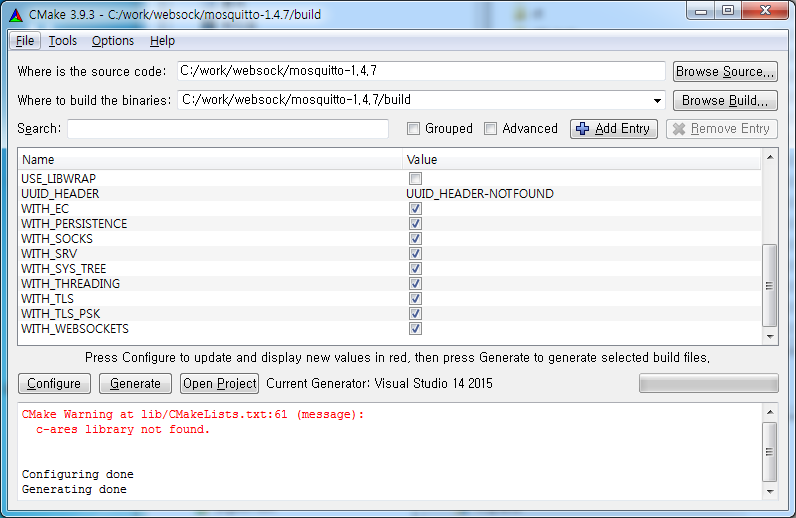 CMake 3.9.3 - C:/work/websock/mosquitto-1.4.7/build
File Tools Options Help
Where is the source code: C:/work/websock/mosquitto-1.4.7 Browse Source...
Where to build the binaries: C:/work/websock/mosquitto-1.4.7/build Browse Build...
Search: Grouped Advanced Add Entry Remove Entry
Name Value
USE_LIBWRAP
UUID_HEADER UUID_HEADER-NOTFOUND
WITH_EC
WITH_PERSISTENCE
WITH_SOCKS
WITH_SRV
WITH_SYS_TREE
WITH_THREADING
WITH_TLS
WITH_TLS_PSK
WITH_WEBSOCKETS
Press Configure to update and display new values in red, then press Generate to generate selected build files.
Configure Generate Open Project Current Generator: Visual Studio 14 2015
CMake Warning at lib/CMakeLists.txt:61 (message):
c-ares library not found.
Configuring done
Generating done